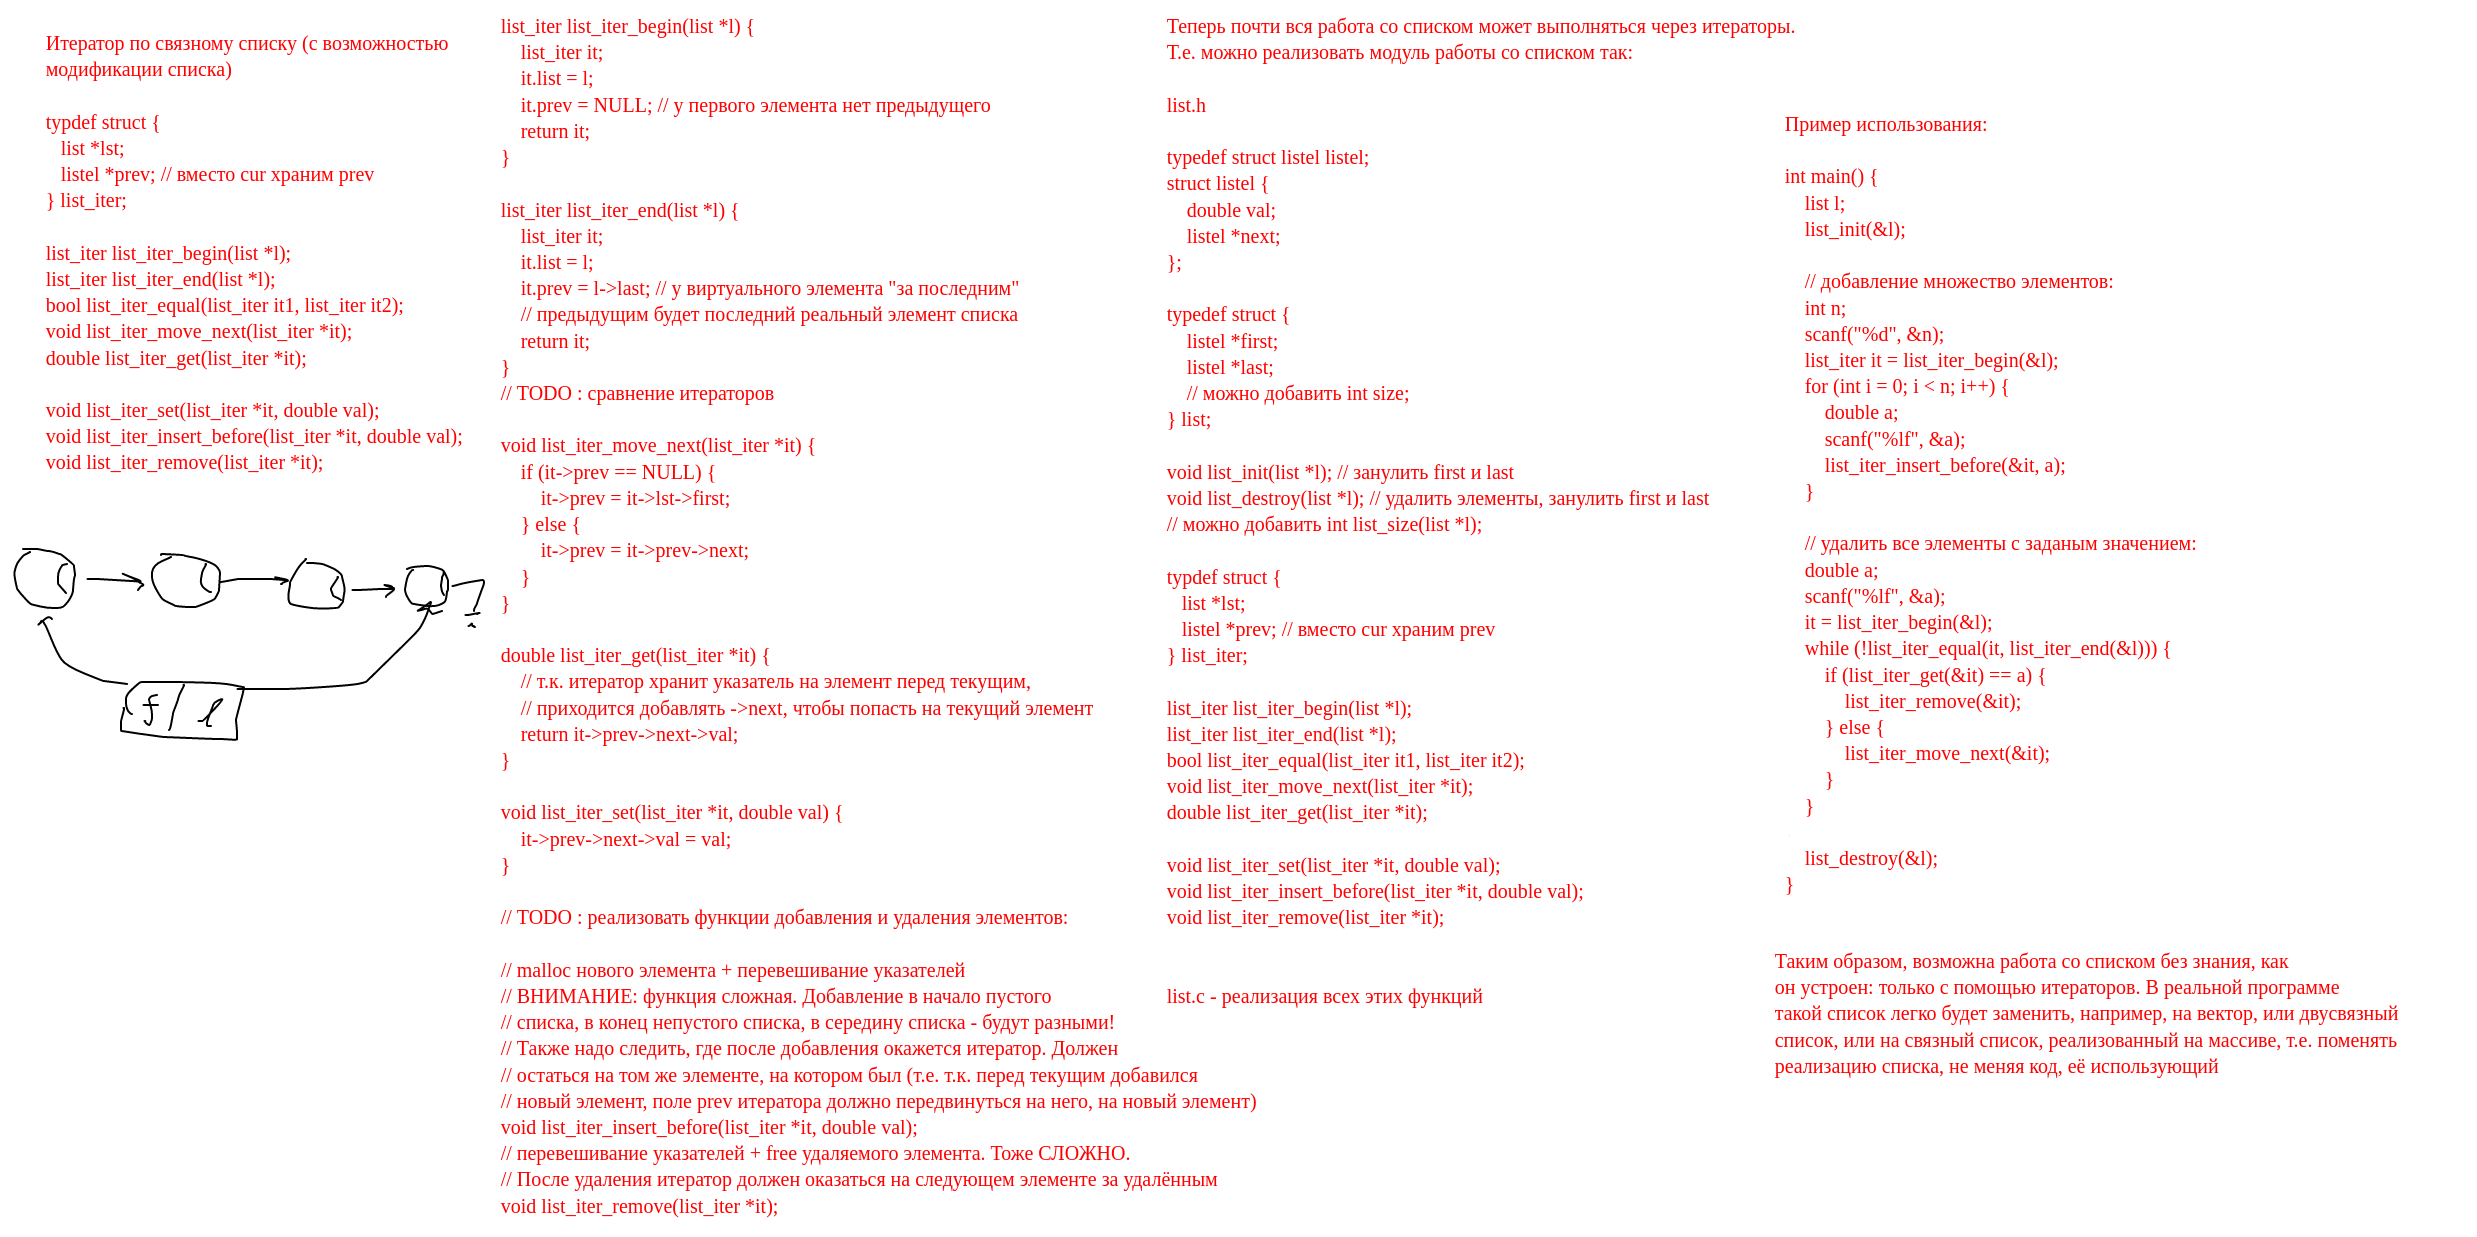 Итератор по связному списку (с возможностью
модификации списка)
typdef struct {
list *lst;
listel *prev; // вместо cur храним prev
} list_iter;
list_iter list_iter_begin(list *l);
list_iter list_iter_end(list *l);
bool list_iter_equal(list_iter it1, list_iter it2);
void list_iter_move_next(list_iter *it);
double list_iter_get(list_iter *it);
void list_iter_set(list_iter *it, double val);
void list_iter_insert_before(list_iter *it, double val);
void list_iter_remove(list_iter *it);
f l
list_iter list_iter_begin(list *l) {
list_iter it;
it.list = l;
it.prev = NULL; // у первого элемента нет предыдущего
return it;
}
list_iter list_iter_end(list *l) {
list_iter it;
it.list = l;
it.prev = l->last; // у виртуального элемента "за последним"
// предыдущим будет последний реальный элемент списка
return it;
}
// TODO : сравнение итераторов
void list_iter_move_next(list_iter *it) {
if (it->prev == NULL) {
it->prev = it->lst->first;
} else {
it->prev = it->prev->next;
}
}
double list_iter_get(list_iter *it) {
// т.к. итератор хранит указатель на элемент перед текущим,
// приходится добавлять ->next, чтобы попасть на текущий элемент
return it->prev->next->val;
}
void list_iter_set(list_iter *it, double val) {
it->prev->next->val = val;
}
// TODO : реализовать функции добавления и удаления элементов:
// malloc нового элемента + перевешивание указателей
// ВНИМАНИЕ: функция сложная. Добавление в начало пустого
// списка, в конец непустого списка, в середину списка - будут разными!
// Также надо следить, где после добавления окажется итератор. Должен
// остаться на том же элементе, на котором был (т.е. т.к. перед текущим добавился
// новый элемент, поле prev итератора должно передвинуться на него, на новый элемент)
void list_iter_insert_before(list_iter *it, double val);
// перевешивание указателей + free удаляемого элемента. Тоже СЛОЖНО.
// После удаления итератор должен оказаться на следующем элементе за удалённым
void list_iter_remove(list_iter *it);
Теперь почти вся работа со списком может выполняться через итераторы.
Т.е. можно реализовать модуль работы со списком так:
list.h
typedef struct listel listel;
struct listel {
double val;
listel *next;
};
typedef struct {
listel *first;
listel *last;
// можно добавить int size;
} list;
void list_init(list *l); // занулить first и last
void list_destroy(list *l); // удалить элементы, занулить first и last
// можно добавить int list_size(list *l);
typedef struct {
list *lst;
listel *prev; // вместо cur храним prev
} list_iter;
list_iter list_iter_begin(list *l);
list_iter list_iter_end(list *l);
bool list_iter_equal(list_iter it1, list_iter it2);
void list_iter_move_next(list_iter *it);
double list_iter_get(list_iter *it);
void list_iter_set(list_iter *it, double val);
void list_iter_insert_before(list_iter *it, double val);
void list_iter_remove(list_iter *it);
list.c - реализация всех этих функций
Пример использования:
int main() {
list l;
list_init(&l);
// добавление множество элементов:
int n;
scanf("%d", &n);
list_iter it = list_iter_begin(&l);
for (int i = 0; i < n; i++) {
double a;
scanf("%lf", &a);
list_iter_insert_before(&it, a);
}
// удалить все элементы с заданым значением:
double a;
scanf("%lf", &a);
it = list_iter_begin(&l);
while (!list_iter_equal(it, list_iter_end(&l))) {
if (list_iter_get(&it) == a) {
list_iter_remove(&it);
} else {
list_iter_move_next(&it);
}
}
list_destroy(&l);
}
Таким образом, возможна работа со списком без знания, как
он устроен: только с помощью итераторов. В реальной программе
такой список легко будет заменить, например, на вектор, или двусвязный
список, или на связный список, реализованный на массиве, т.е. поменять
реализацию списка, не меняя код, её использующий